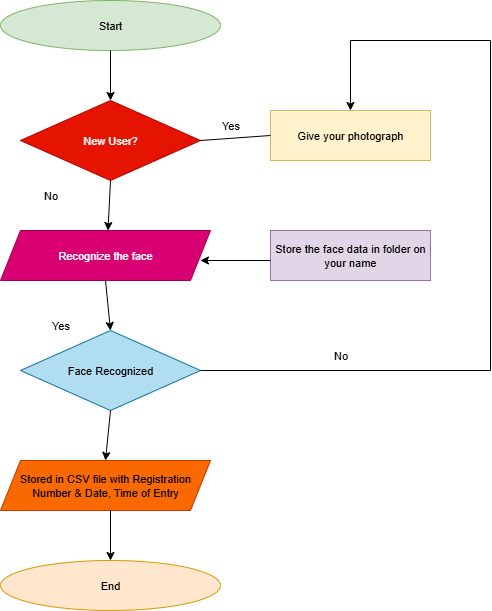 Start
New User?
Yes
Give your photograph
No
Recognize the face
Store the face data in folder on
your name
Yes
Face Recognized
No
Stored in CSV file with Registration
Number & Date, Time of Entry
End